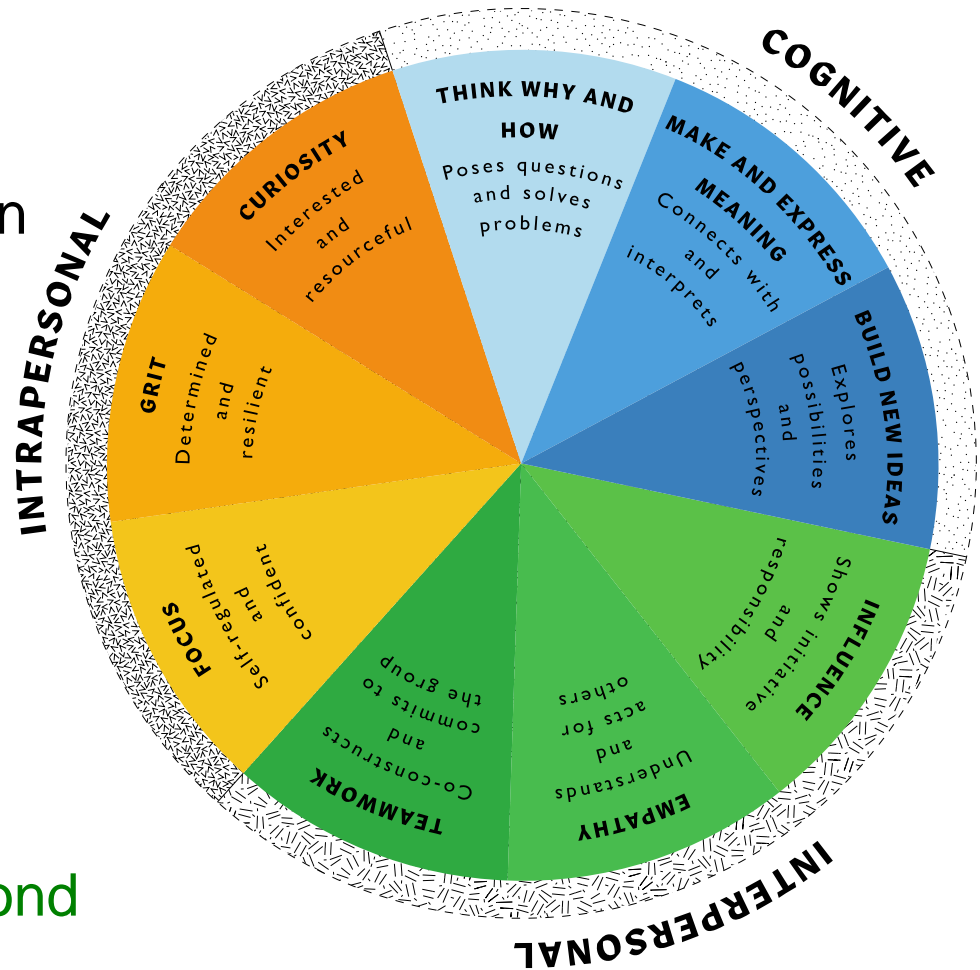 COGNITIVE
THINK WHY AND
HOW
Poses questions
and solves
problems
MAKE AND EXPRESS
MEANING
Connects with
and
interprets
BUILD NEW IDEAS
Explores
possibilities
and
perspectives
INTERPERSONAL
INFLUENCE
Shows initiative
and
responsibility
EMPATHY
Understands
and
acts for
others
TEAMWORK
Co-constructs
and
commits to
the group
INTRAPERSONAL
FOCUS
Self-regulated
and
confident
GRIT
Determined
and
resilient
CURIOSITY
Interested
and
resourceful
n
ond